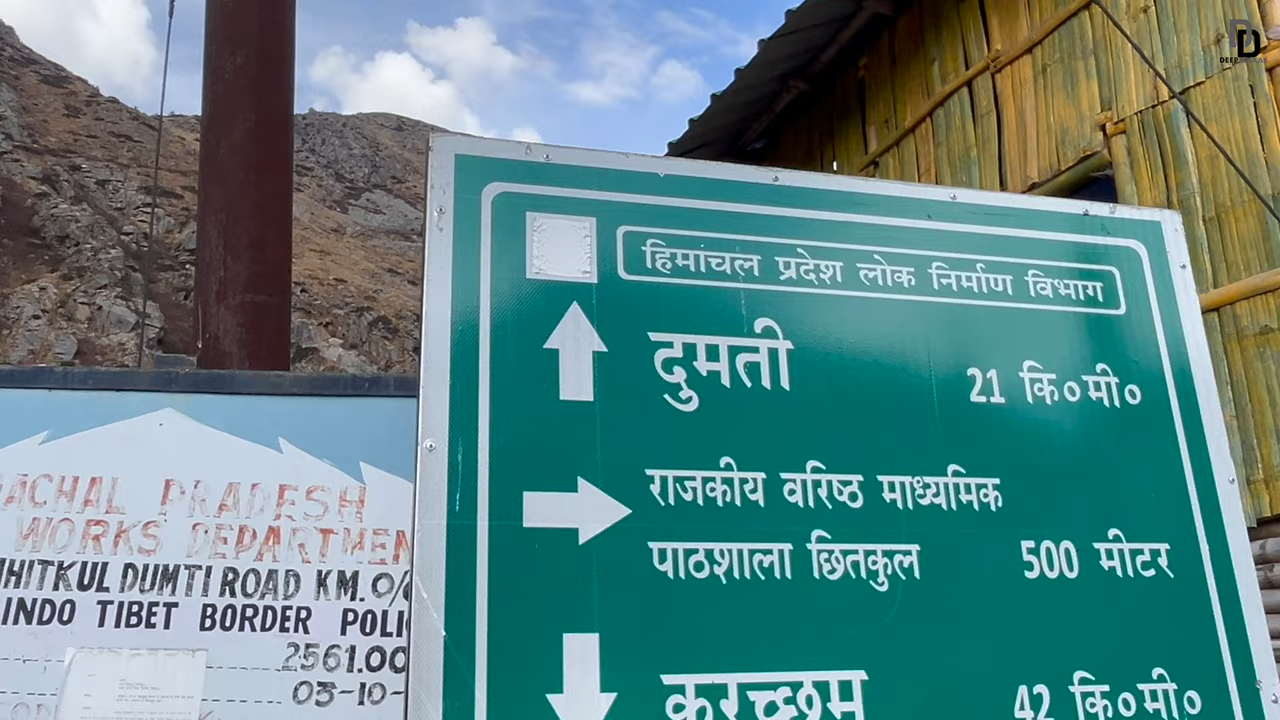 हिमांचल प्रदेश लोक निर्माण विभाग
दुमती 21 कि०मी०
राजकीय वरिष्ठ माध्यमिक
पाठशाला छितकुल 500 मीटर
करच्छम 42 कि०मी०
ACHAL PRADESH
WORKS DEPARTMEN
HITKUL DUMTI ROAD KM. 0/
INDO TIBET BORDER POLI
2561.00
03-10-
DEEP